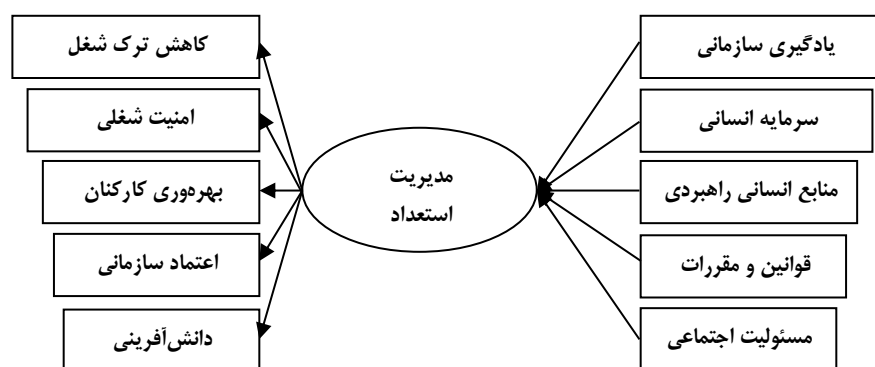 یادگیری سازمانی
سرمایه انسانی
منابع انسانی راهبردی
قوانین و مقررات
مسئولیت اجتماعی
مدیریت
استعداد
کاهش ترک شغل
امنیت شغلی
بهره‌وری کارکنان
اعتماد سازمانی
دانش‌آفرینی